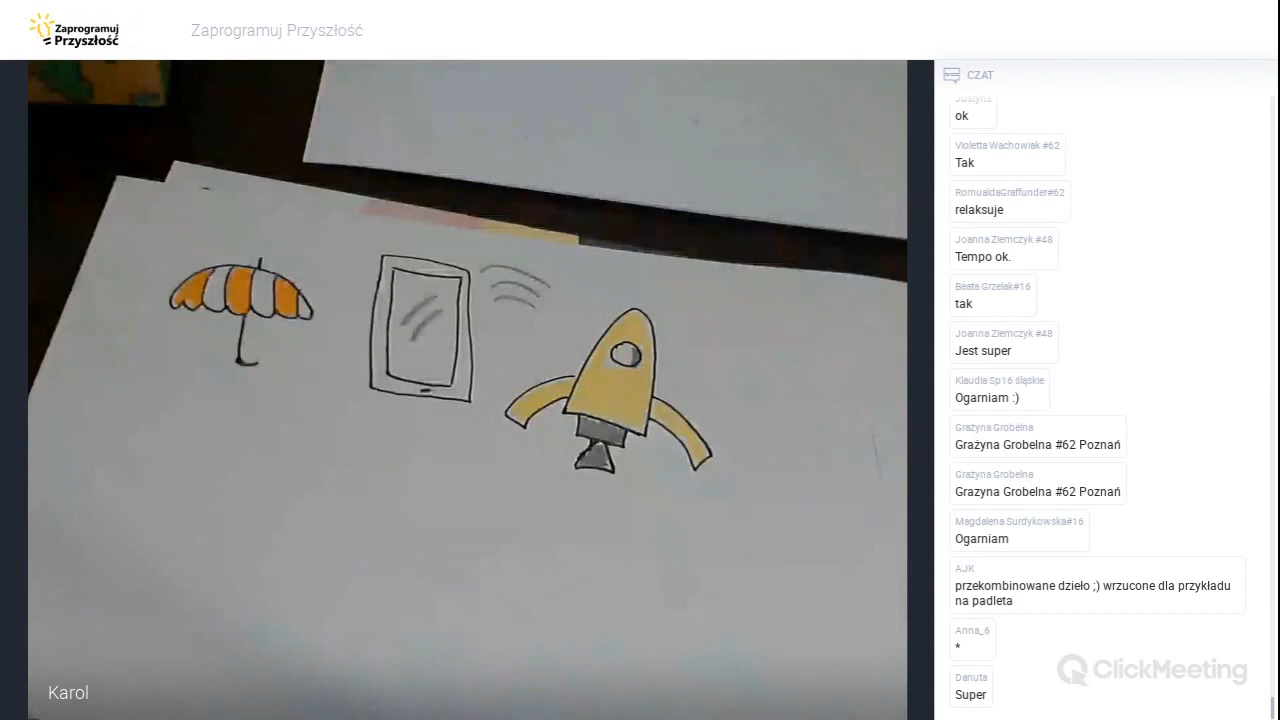 Zaprogramuj
Przyszłość
Zaprogramuj Przyszłość
CZAT
Justyna
ok
Violetta Wachowiak #62
Tak
RomualdaGraffunder#62
relaksuje
Joanna Ziemczyk #48
Tempo ok.
Beata Grzelak#16
tak
Joanna Ziemczyk #48
Jest super
Klaudia Sp16 śląskie
Ogarniam :)
Grażyna Grobelna
Grażyna Grobelna #62 Poznań
Grażyna Grobelna
Grazyna Grobelna #62 Poznań
Magdalena Surdykowska#16
Ogarniam
AJK
przekombinowane dzieło ;) wrzucone dla przykładu
na padleta
Anna_6
*
Danuta
Super
ClickMeeting
Karol